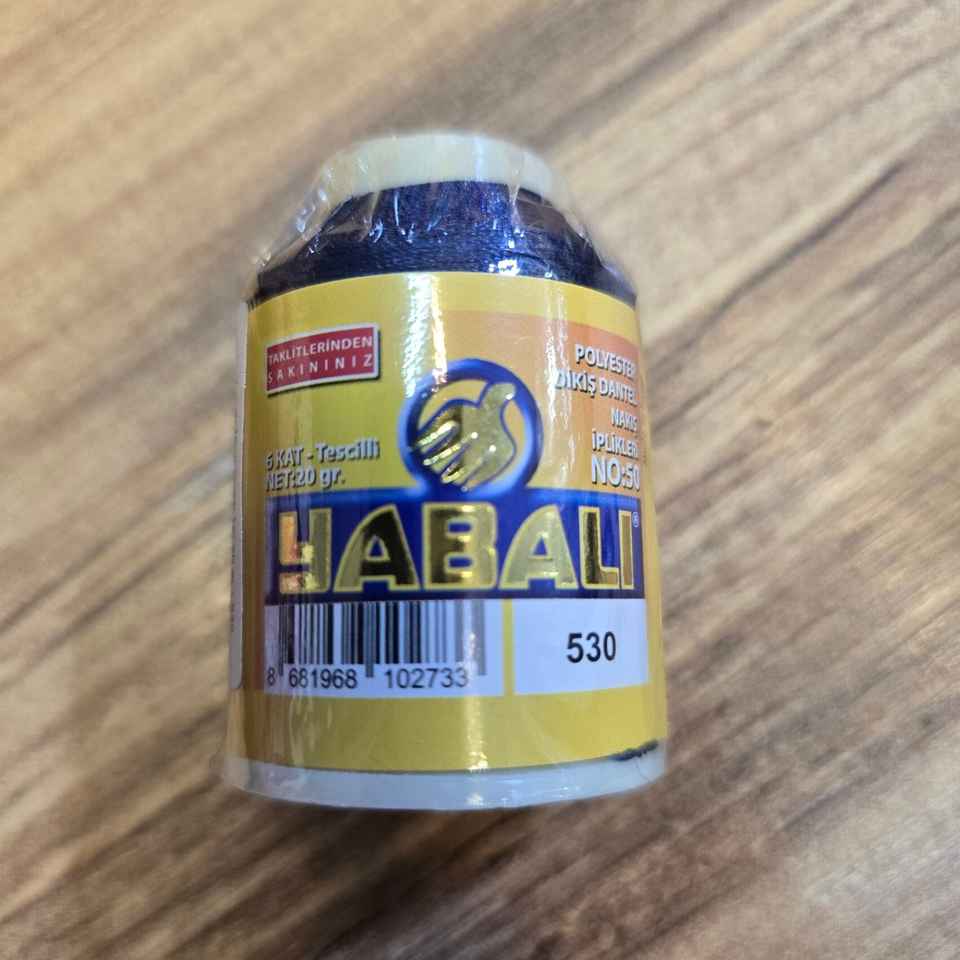 TAKLİTLERİNDEN
SAKININIZ
POLYESTER
DİKİŞ DANTEL
NAKIŞ
İPLİKLERİ
NO:50
6 KAT - Tescilli
NET:20 gr.
YABALI®
8 681968 102733
530